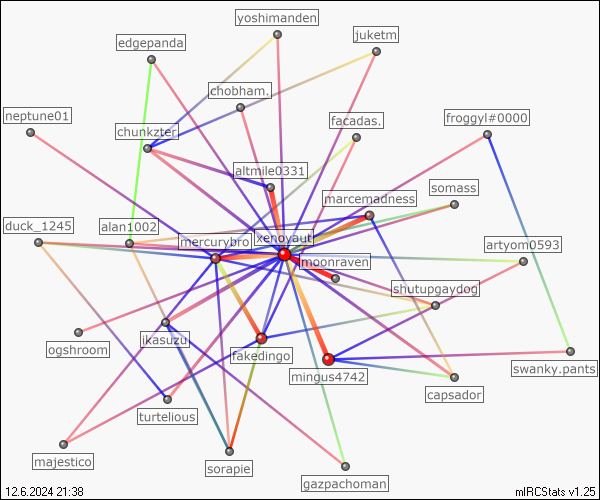 yoshimanden
juketm
edgepanda
chobham.
neptune01
facadas.
froggyl#0000
chunkzter
altmile0331
marcemadness
somass
duck_1245
alan1002
mercurybro
xenoyaut
artyom0593
moonraven
shutupgaydog
ogshroom
ikasuzu
fakedingo
mingus4742
swanky.pants
capsador
turtelious
majestico
sorapie
gazpachoman
12.6.2024 21:38
mIRCStats v1.25